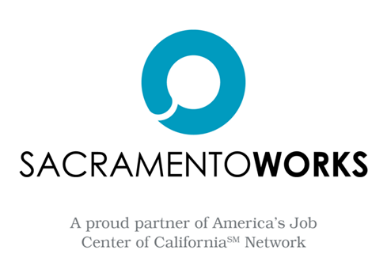 SACRAMENTOWORKS
A proud partner of America’s Job
Center of California℠ Network